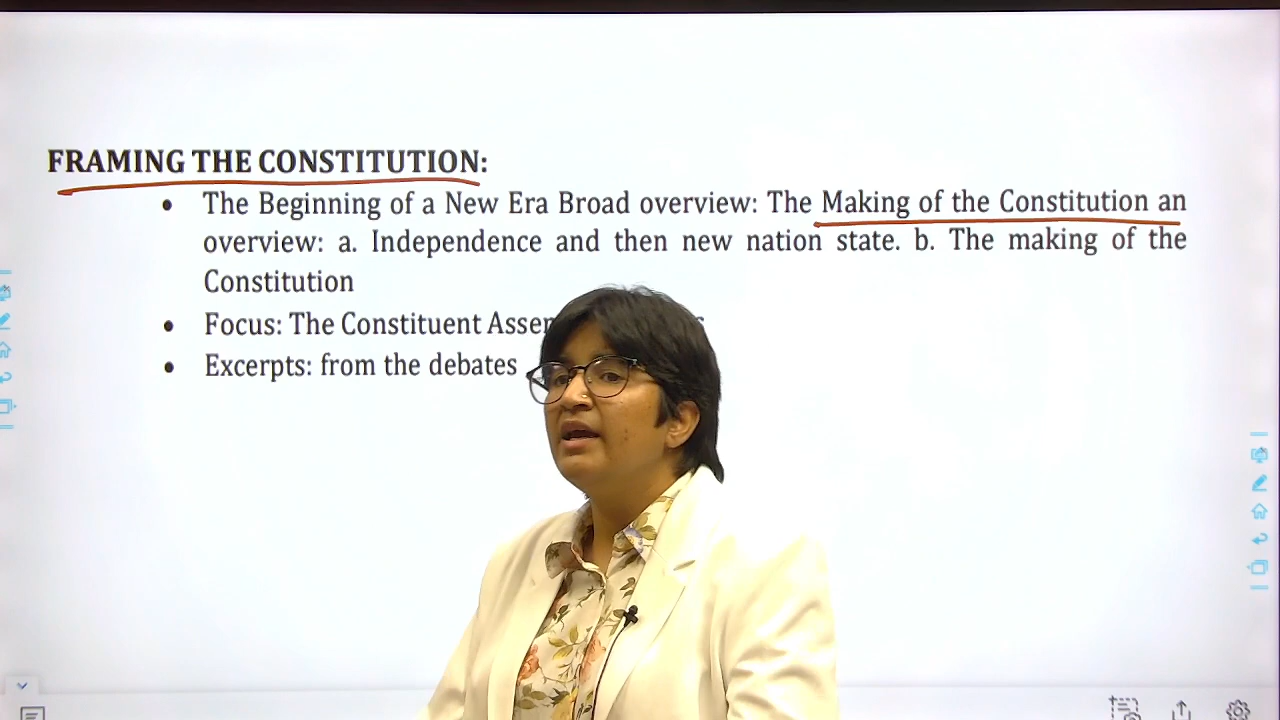 FRAMING THE CONSTITUTION:
• The Beginning of a New Era Broad overview: The Making of the Constitution an
overview: a. Independence and then new nation state. b. The making of the
Constitution
• Focus: The Constituent
• Excerpts: from the debates